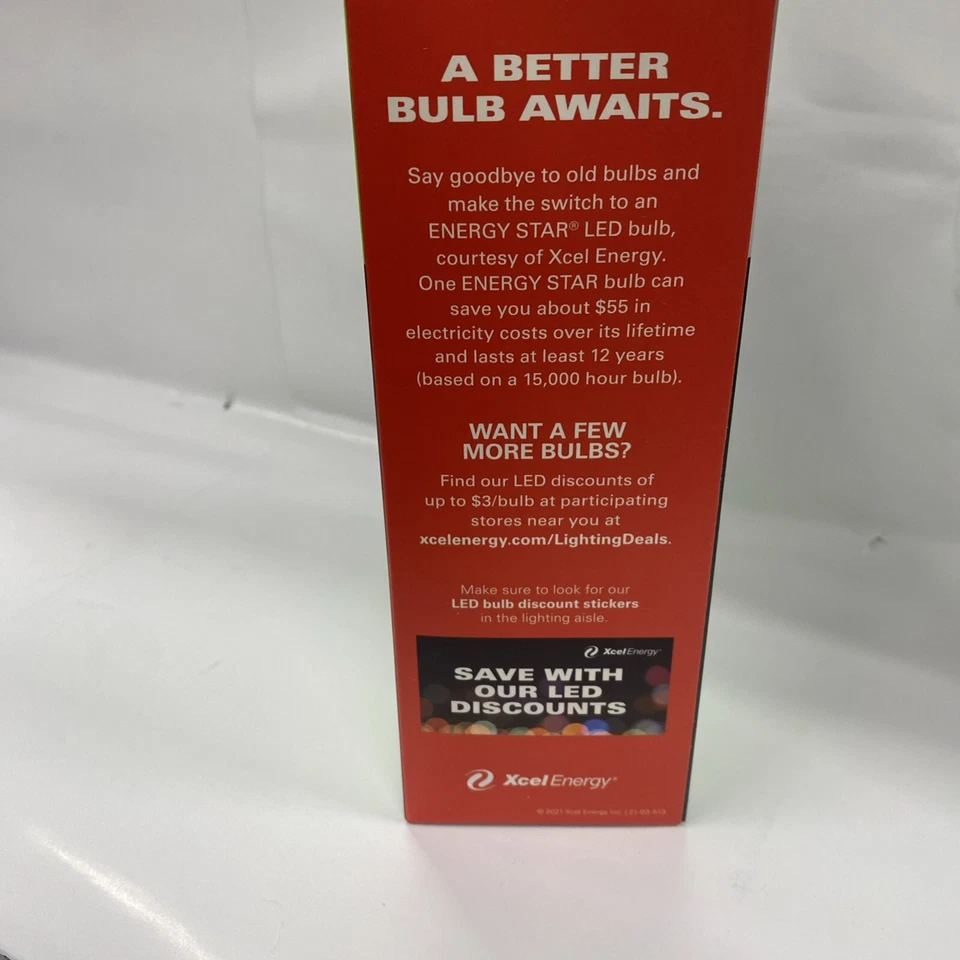 A BETTER
BULB AWAITS.
Say goodbye to old bulbs and
make the switch to an
ENERGY STAR® LED bulb,
courtesy of Xcel Energy.
One ENERGY STAR bulb can
save you about $55 in
electricity costs over its lifetime
and lasts at least 12 years
(based on a 15,000 hour bulb).
WANT A FEW
MORE BULBS?
Find our LED discounts of
up to $3/bulb at participating
stores near you at
xcelenergy.com/LightingDeals.
Make sure to look for our
LED bulb discount stickers
in the lighting aisle.
Xcel Energy
SAVE WITH
OUR LED
DISCOUNTS
Xcel Energy®
© 2021 Xcel Energy Inc.